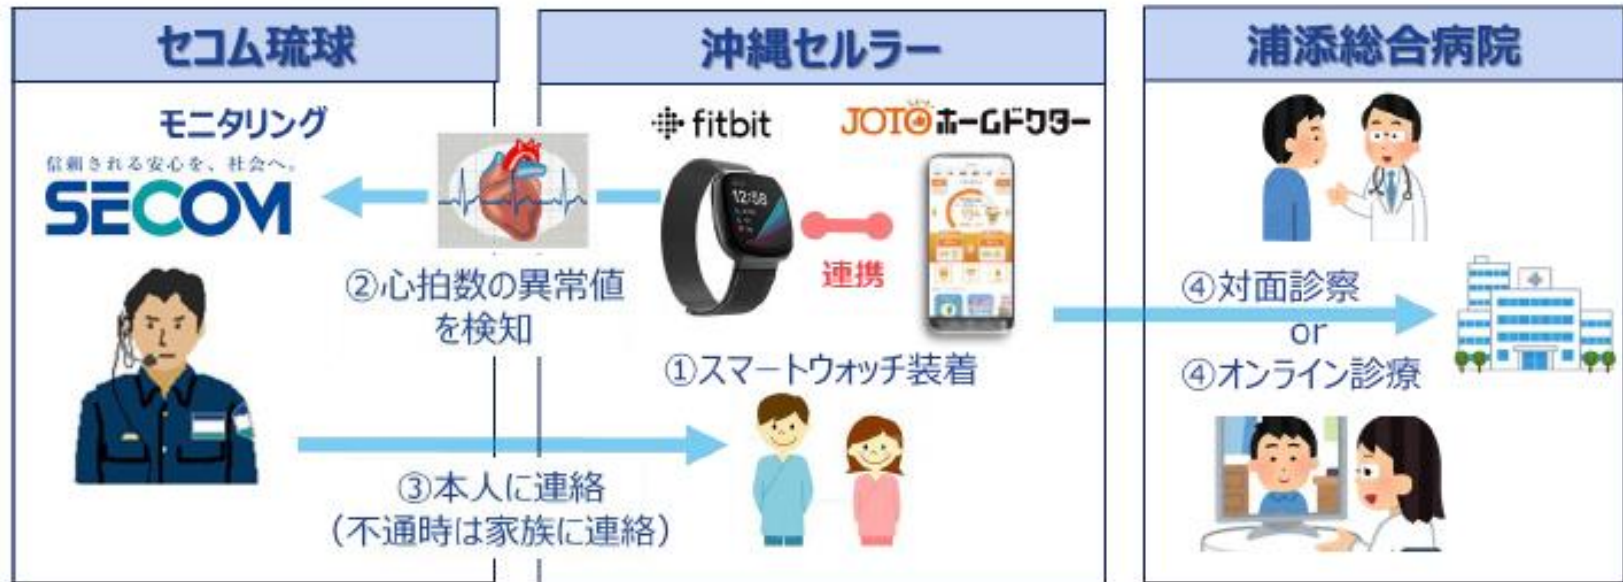 セコム琉球
モニタリング
信頼される安心を、社会へ。
SECOM
沖縄セルラー
fitbit
JOTOホームドクター
12:58
連携
①スマートウォッチ装着
②心拍数の異常値
を検知
③本人に連絡
(不通時は家族に連絡)
浦添総合病院
④対面診察
or
④オンライン診療